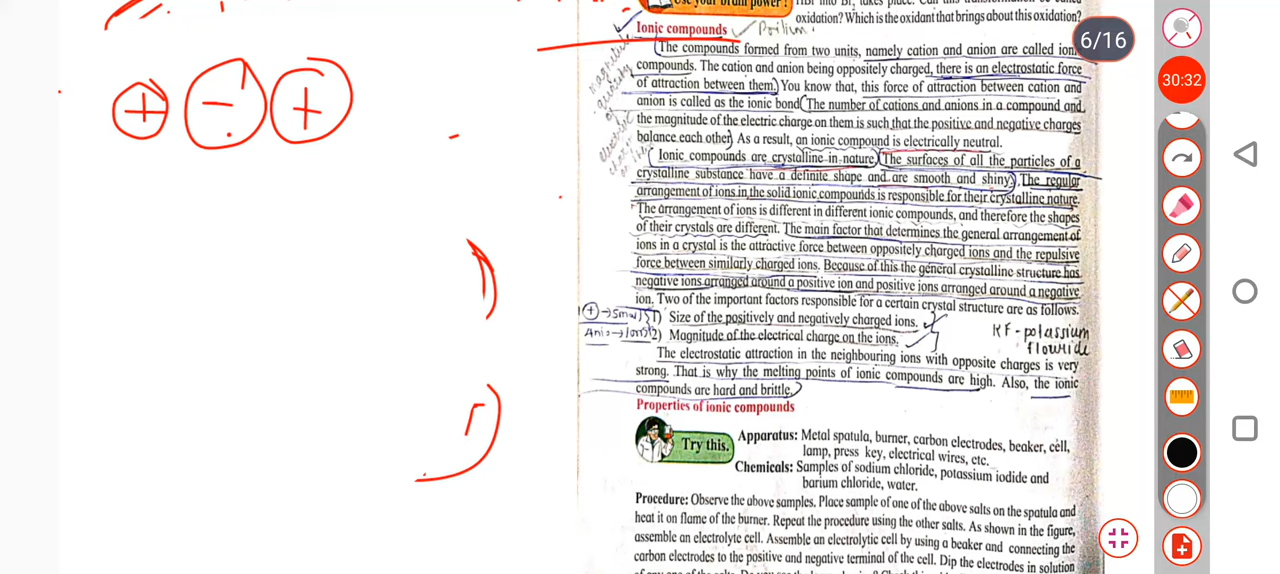 Use your brain power !
HBr into Br
oxidation? Which is the oxidant that brings about this oxidation?
Ionic compounds
6/16
30:32
The compounds formed from two units, namely cation and anion are called
compounds. The cation and anion being oppositely charged, there is an electrostatic force
of attraction between them. You know that, this force of attraction between cation and
anion is called as the ionic bond. The number of cations and anions in a compound and
the magnitude of the electric charge on them is such that the positive and negative charges
balance each other. As a result, an ionic compound is electrically neutral.
Ionic compounds are crystalline in nature. The surfaces of all the particles of a
crystalline substance have a definite shape and are smooth and shiny. The regular
arrangement of ions in the solid ionic compounds is responsible for their crystalline nature.
The arrangement of ions is different in different ionic compounds, and therefore the shapes
of their crystals are different. The main factor that determines the general arrangement of
ions in a crystal is the attractive force between oppositely charged ions and the repulsive
force between similarly charged ions. Because of this the general crystalline structure has
negative ions arranged around a positive ion and positive ions arranged around a negative
ion. Two of the important factors responsible for a certain crystal structure are as follows.
1) Size of the positively and negatively charged ions.
2) Magnitude of the electrical charge on the ions.
KF - potassium
flouride
The electrostatic attraction in the neighbouring ions with opposite charges is very
strong. That is why the melting points of ionic compounds are high. Also, the ionic
compounds are hard and brittle.
Properties of ionic compounds
Try this.
Apparatus: Metal spatula, burner, carbon electrodes, beaker, cell,
lamp, press key, electrical wires, etc.
Chemicals: Samples of sodium chloride, potassium iodide and
barium chloride, water.
Procedure: Observe the above samples. Place sample of one of the above salts on the spatula and
heat it on flame of the burner. Repeat the procedure using the other salts. As shown in the figure,
assemble an electrolyte cell. Assemble an electrolytic cell by using a beaker and connecting the
carbon electrodes to the positive and negative terminal of the cell. Dip the electrodes in solution